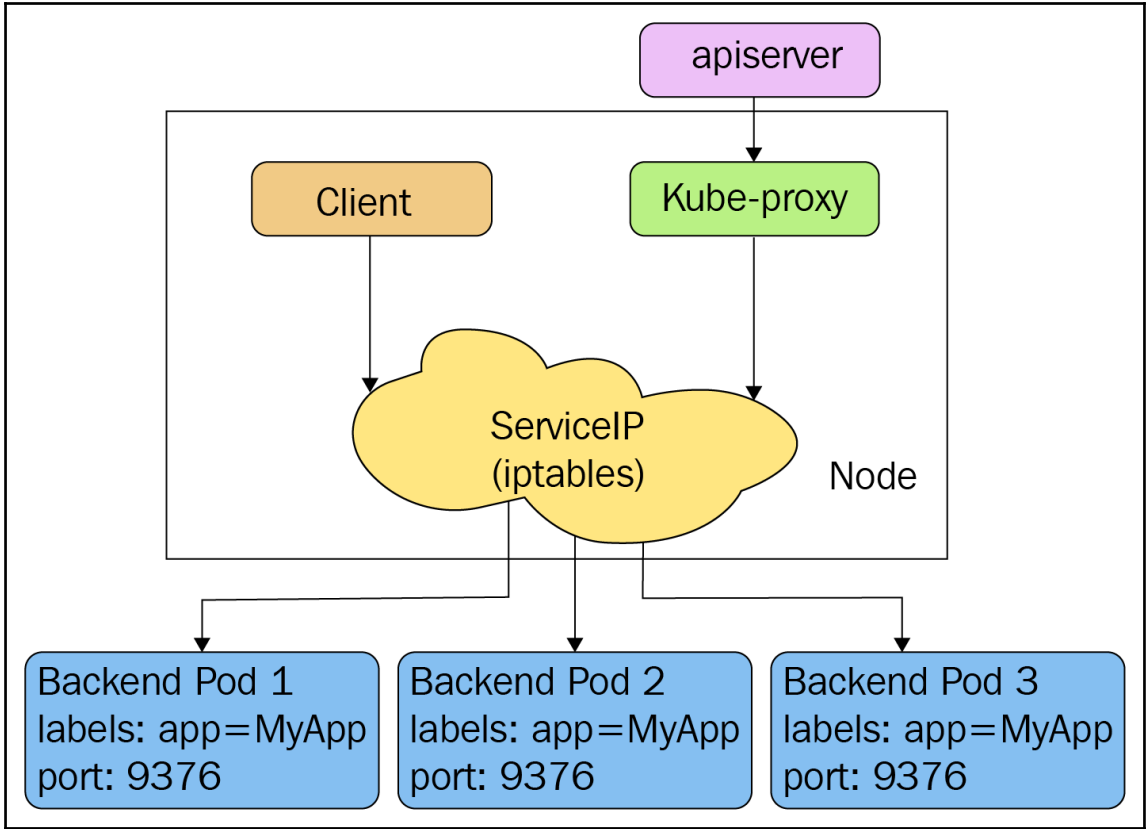 apiserver
Client
Kube-proxy
ServiceIP
(iptables)
Node
Backend Pod 1
labels: app=MyApp
port: 9376
Backend Pod 2
labels: app=MyApp
port: 9376
Backend Pod 3
labels: app=MyApp
port: 9376